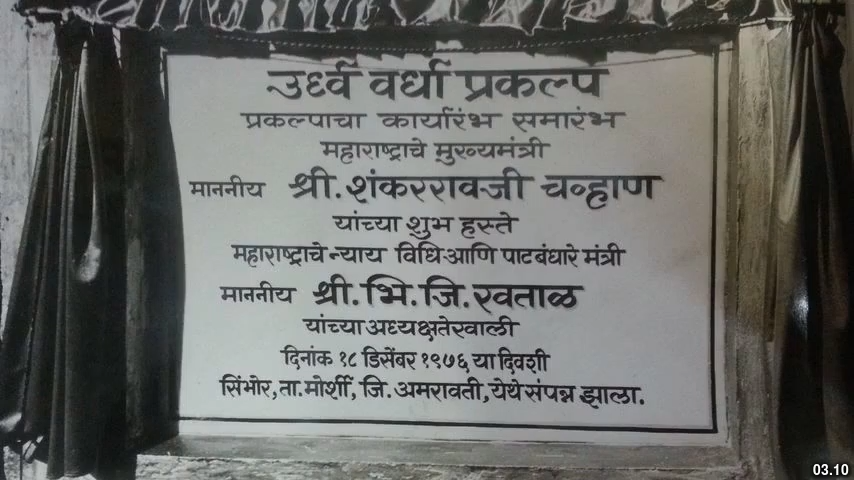 उर्ध्व वर्धा प्रकल्प
प्रकल्पाचा कार्यारंभ समारंभ
महाराष्ट्राचे मुख्यमंत्री
माननीय श्री. शंकररावजी चव्हाण
यांच्या शुभ हस्ते
महाराष्ट्राचे न्याय विधि आणि पाटबंधारे मंत्री
माननीय श्री. भि. जि. खताळ
यांच्या अध्यक्षतेखाली
दिनांक १८ डिसेंबर १९७६ या दिवशी
सिंभोर, ता. मोर्शी, जि. अमरावती, येथे संपन्न झाला.
03.10